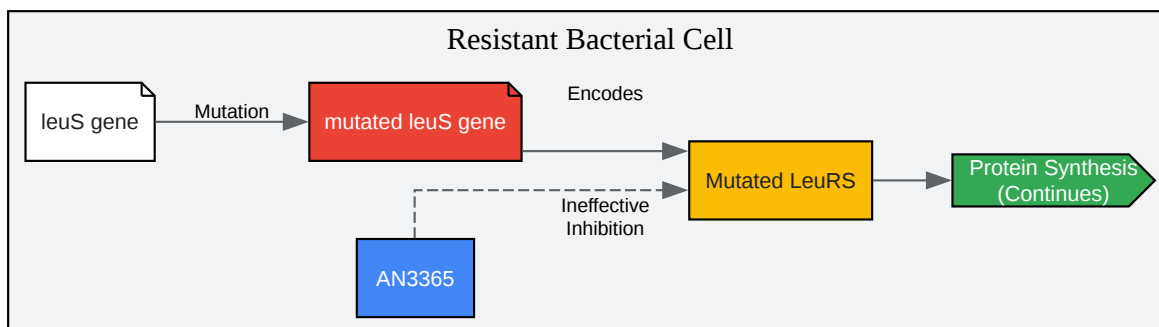 Resistant Bacterial Cell
leuS gene
Mutation
mutated leuS gene
Encodes
Mutated LeuRS
Protein Synthesis
(Continues)
Ineffective
Inhibition
AN3365